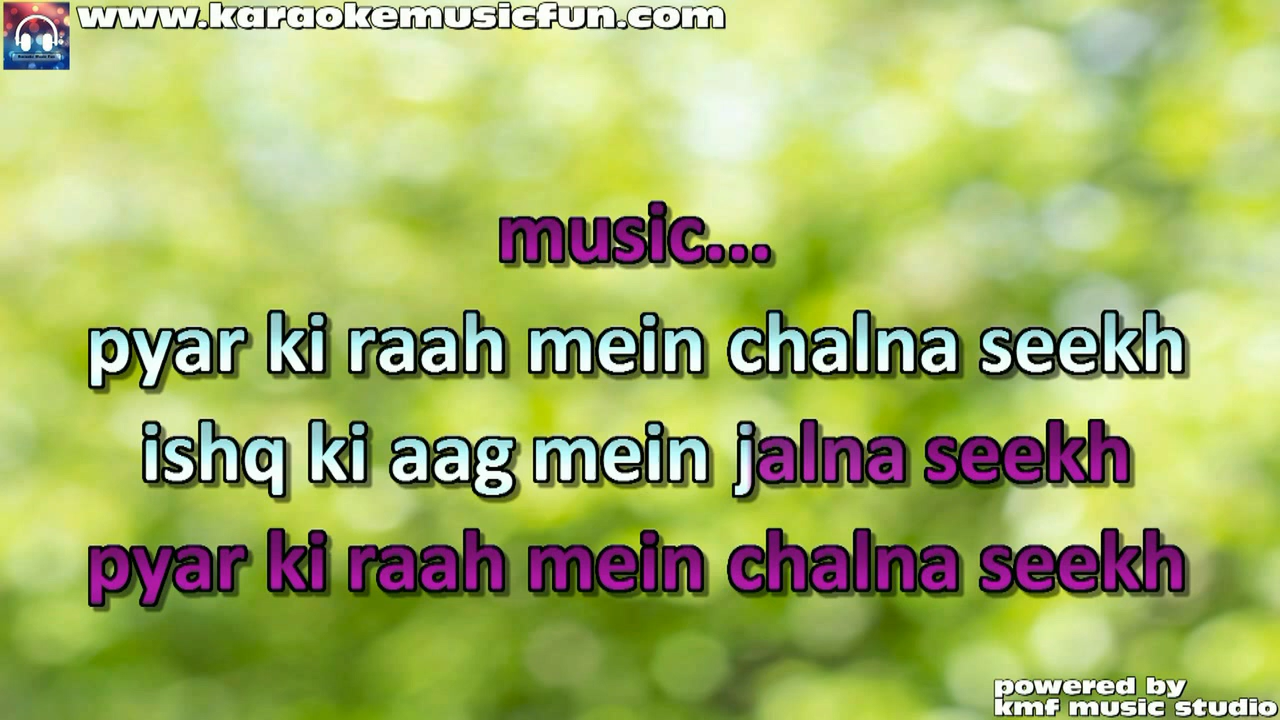 www.karaokemusicfun.com
music...
pyar ki raah mein chalna seekh
ishq ki aag mein jalna seekh
pyar ki raah mein chalna seekh
powered by
kmf music studio